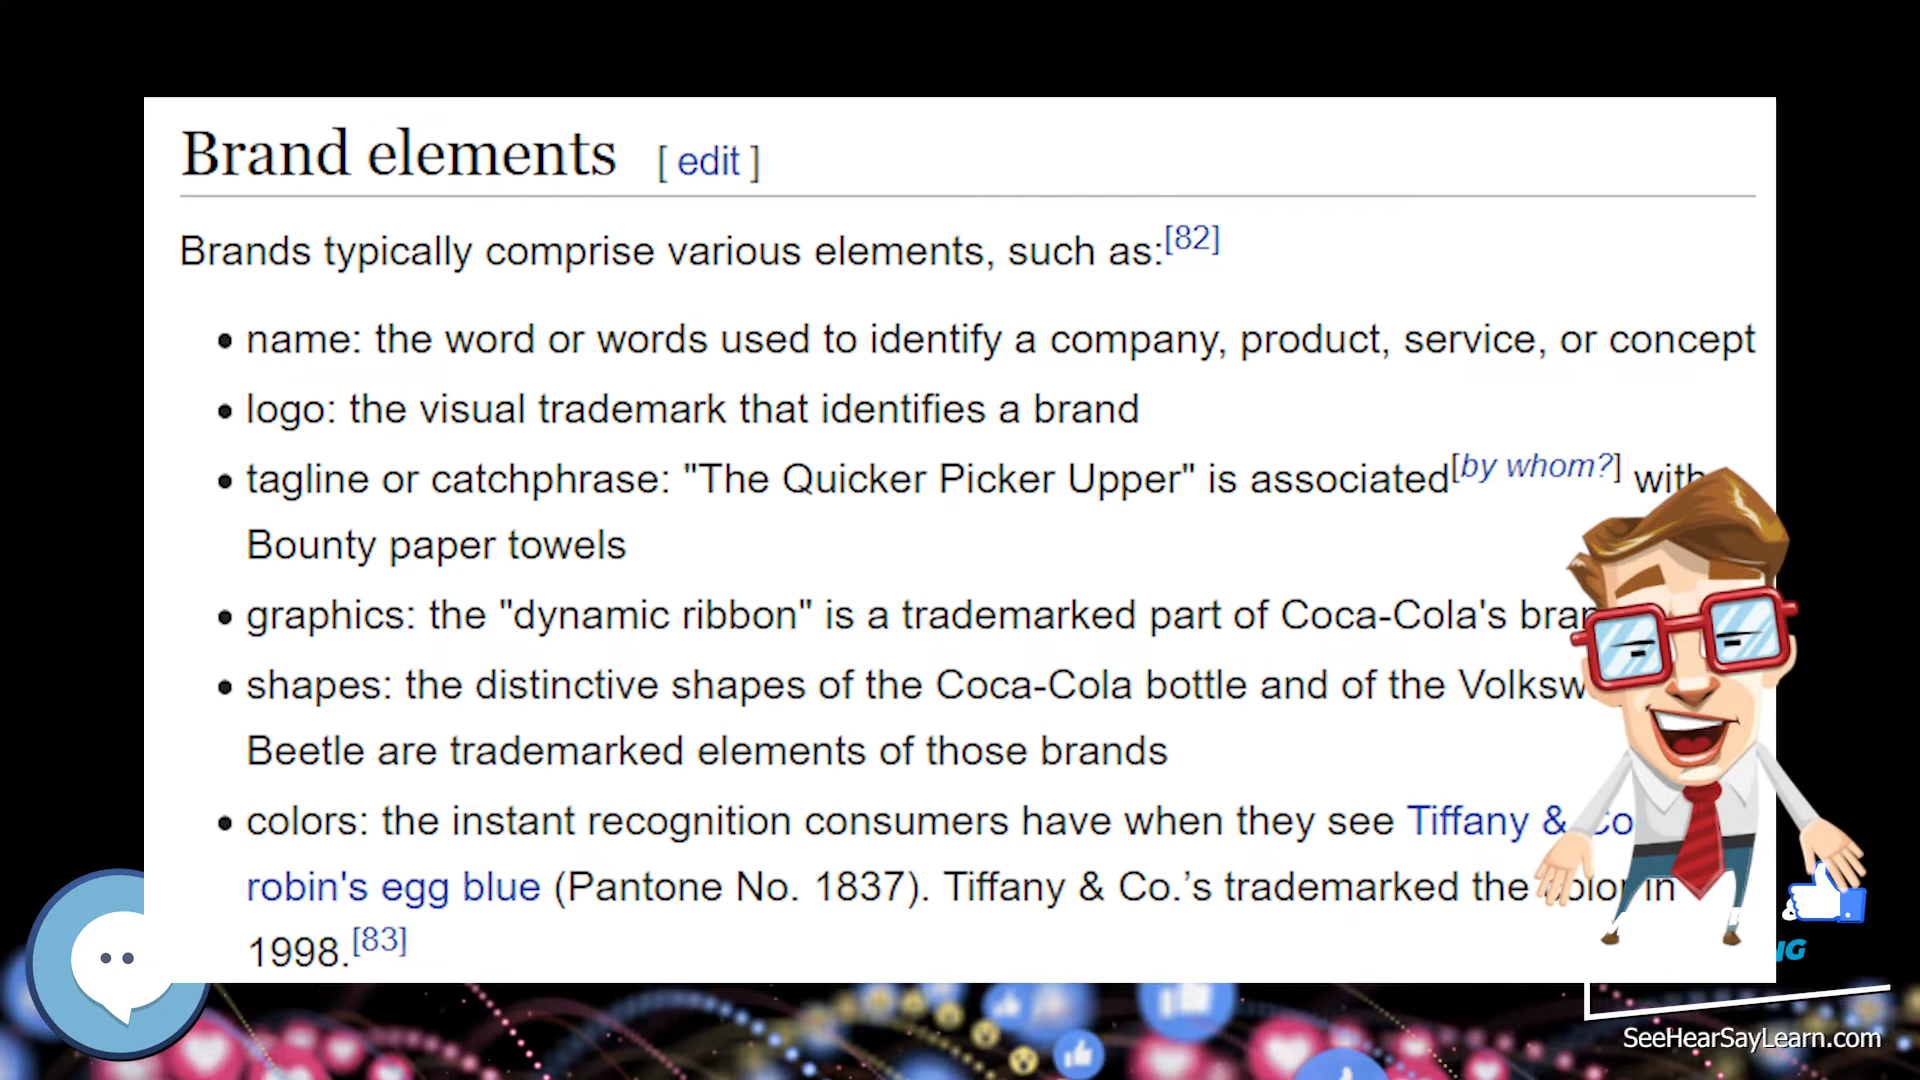 Brand elements [ edit ]
Brands typically comprise various elements, such as:[82]
• name: the word or words used to identify a company, product, service, or concept
• logo: the visual trademark that identifies a brand
• tagline or catchphrase: "The Quicker Picker Upper" is associated[by whom?] with
Bounty paper towels
• graphics: the "dynamic ribbon" is a trademarked part of Coca-Cola's
• shapes: the distinctive shapes of the Coca-Cola bottle and of the
Beetle are trademarked elements of those brands
• colors: the instant recognition consumers have when they see Tiffany &
robin's egg blue (Pantone No. 1837). Tiffany & Co.'s trademarked the color in
1998.[83]
SeeHearSayLearn.com